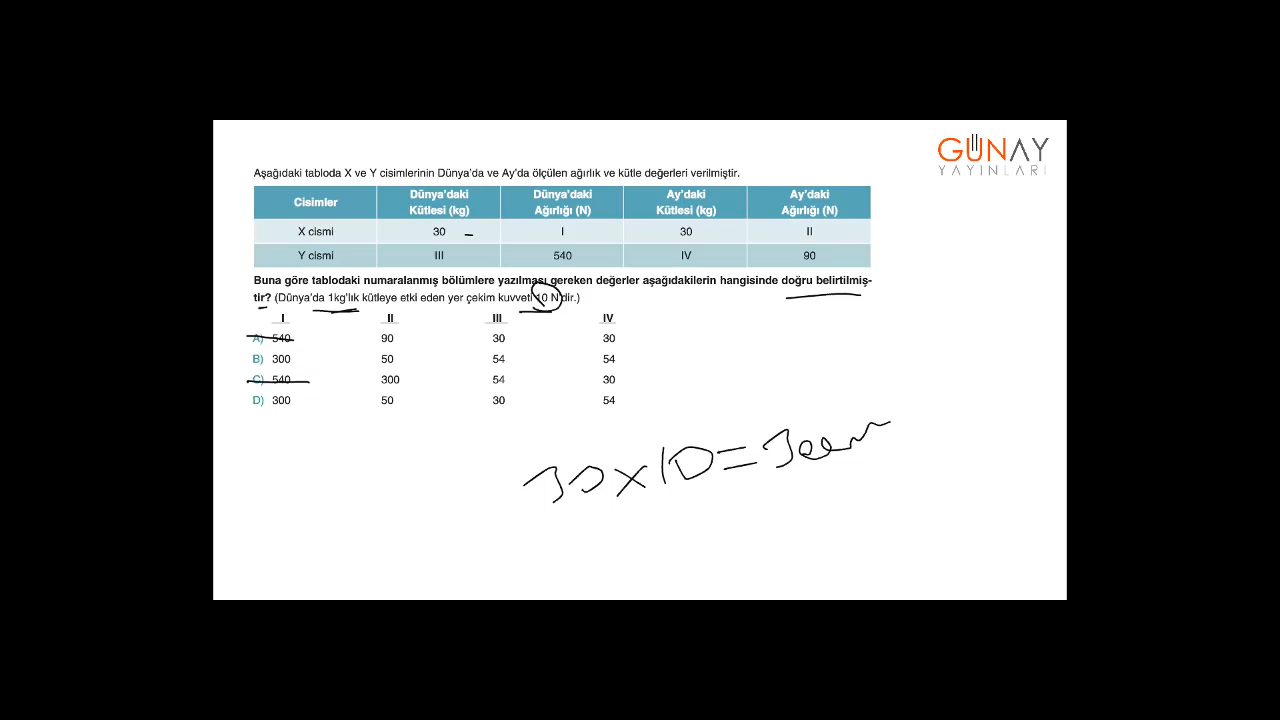 GÜNAY
YAYINLARI
Aşağıdaki tabloda X ve Y cisimlerinin Dünya'da ve Ay'da ölçülen ağırlık ve kütle değerleri verilmiştir.
Cisimler Dünya'daki Kütlesi (kg) Dünya'daki Ağırlığı (N) Ay'daki Kütlesi (kg) Ay'daki Ağırlığı (N)
X cismi 30 I 30 II
Y cismi III 540 IV 90
Buna göre tablodaki numaralanmış bölümlere yazılması gereken değerler aşağıdakilerin hangisinde doğru belirtilmiş-
tir? (Dünya'da 1kg'lık kütleye etki eden yer çekim kuvveti 10 N'dir.)
I II III IV
A) 540 90 30 30
B) 300 50 54 54
C) 540 300 54 30
D) 300 50 30 54
30x10=300N